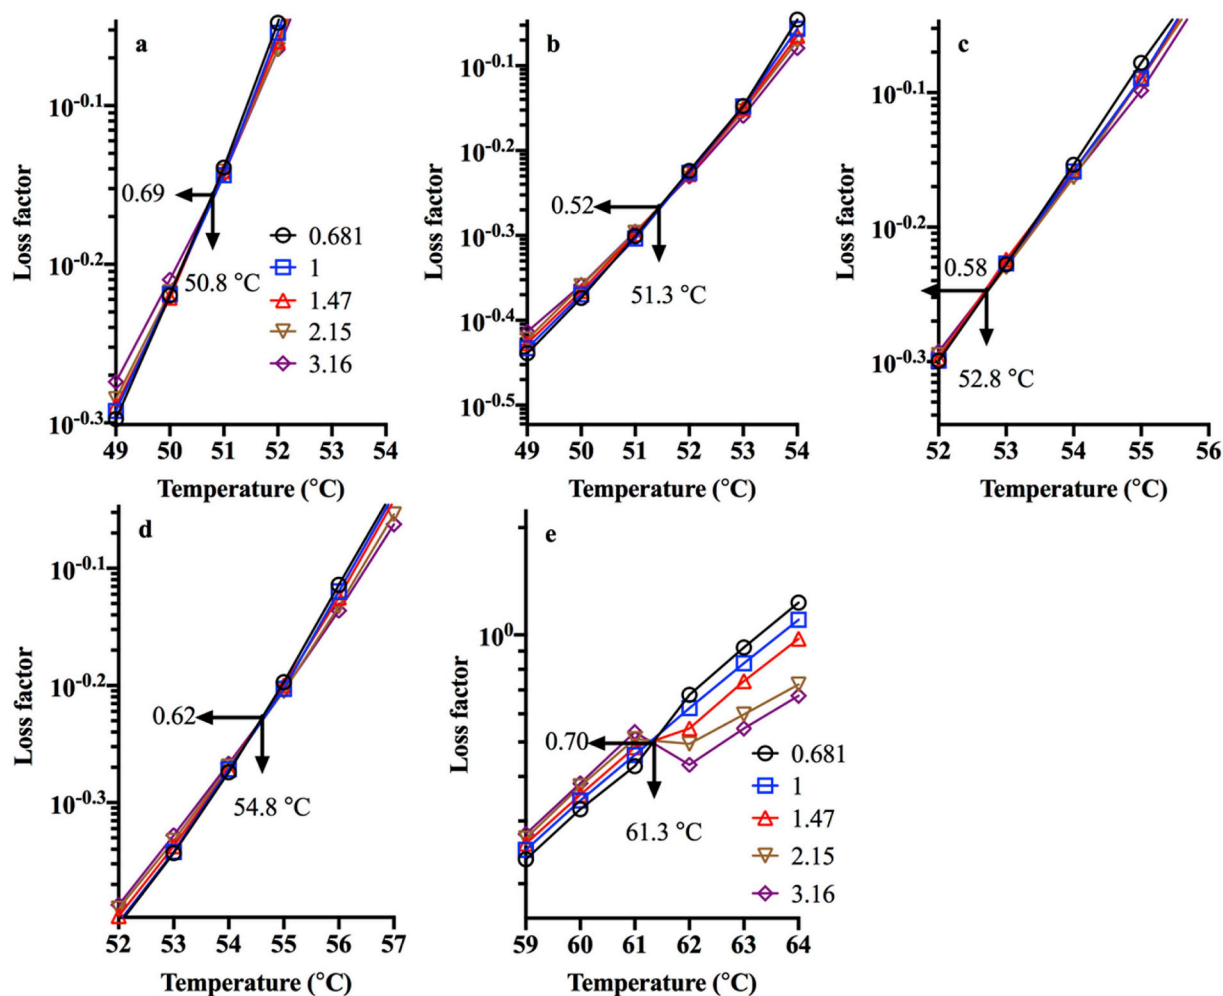 a
Loss factor
10^-0.1
10^-0.2
10^-0.3
0.69
50.8 °C
0.681
1
1.47
2.15
3.16
49 50 51 52 53 54
Temperature (°C)
b
Loss factor
10^-0.1
10^-0.2
10^-0.3
10^-0.4
10^-0.5
0.52
51.3 °C
49 50 51 52 53 54
Temperature (°C)
c
Loss factor
10^-0.1
10^-0.2
10^-0.3
0.58
52.8 °C
52 53 54 55 56
Temperature (°C)
d
Loss factor
10^-0.1
10^-0.2
10^-0.3
0.62
54.8 °C
52 53 54 55 56 57
Temperature (°C)
e
Loss factor
10^0
0.70
61.3 °C
0.681
1
1.47
2.15
3.16
59 60 61 62 63 64
Temperature (°C)